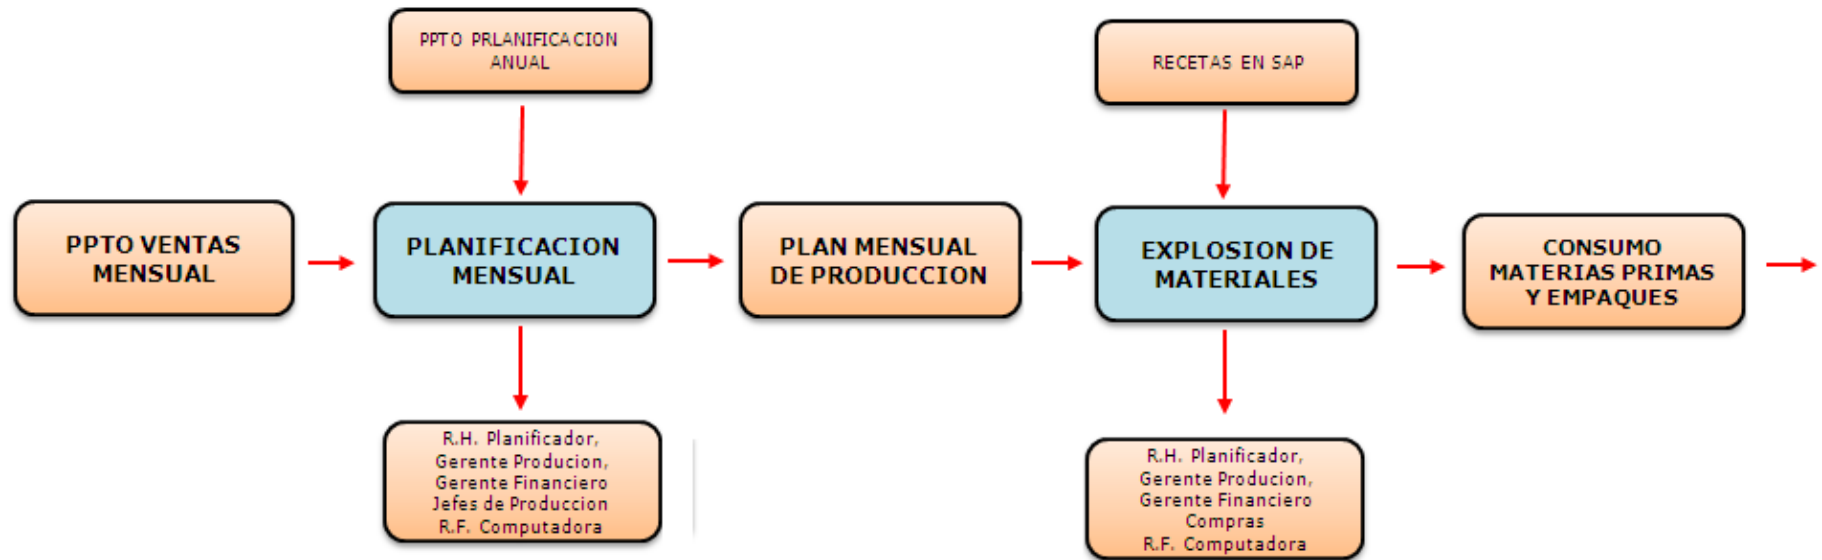 PPTO PRLANIFICACION
ANUAL
RECETAS EN SAP
PPTO VENTAS
MENSUAL
PLANIFICACION
MENSUAL
PLAN MENSUAL
DE PRODUCCION
EXPLOSION DE
MATERIALES
CONSUMO
MATERIAS PRIMAS
Y EMPAQUES
R.H. Planificador,
Gerente Producion,
Gerente Financiero
Jefes de Produccion
R.F. Computadora
R.H. Planificador,
Gerente Producion,
Gerente Financiero
Compras
R.F. Computadora